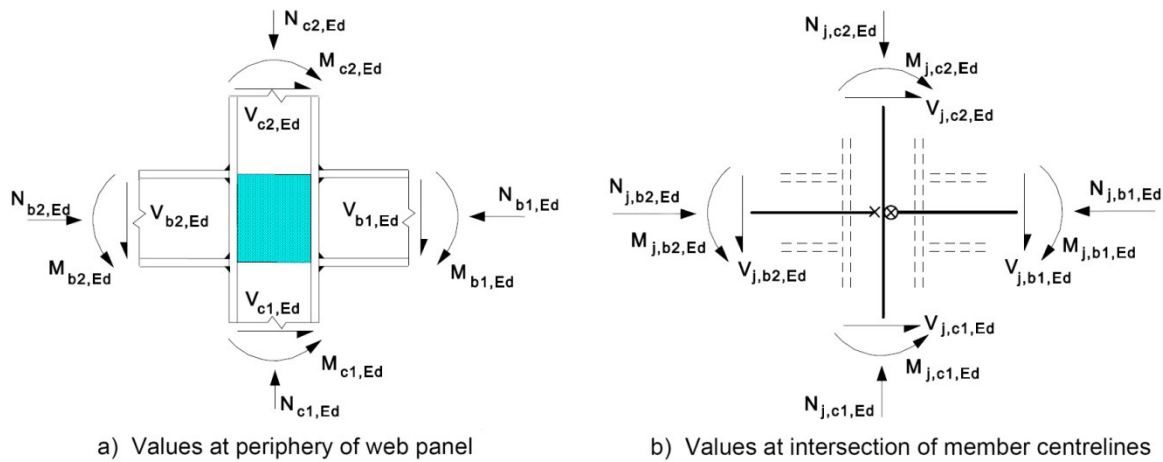 N c2,Ed
M c2,Ed
V c2,Ed
N b2,Ed
V b2,Ed
M b2,Ed
V b1,Ed
N b1,Ed
M b1,Ed
V c1,Ed
M c1,Ed
N c1,Ed
a) Values at periphery of web panel
N j,c2,Ed
M j,c2,Ed
V j,c2,Ed
N j,b2,Ed
M j,b2,Ed
V j,b2,Ed
N j,b1,Ed
M j,b1,Ed
V j,b1,Ed
V j,c1,Ed
M j,c1,Ed
N j,c1,Ed
b) Values at intersection of member centrelines